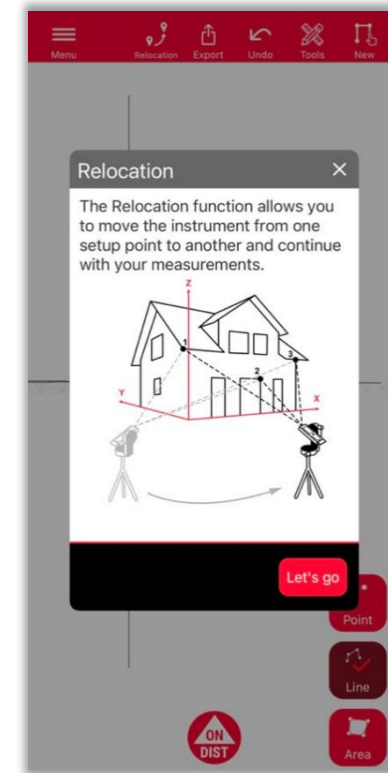 Menu
Relocation
Export
Undo
Tools
New
Relocation
The Relocation function allows you
to move the instrument from one
setup point to another and continue
with your measurements.
Z
1
3
2
Y
X
Let's go
Point
Line
ON
DIST
Area